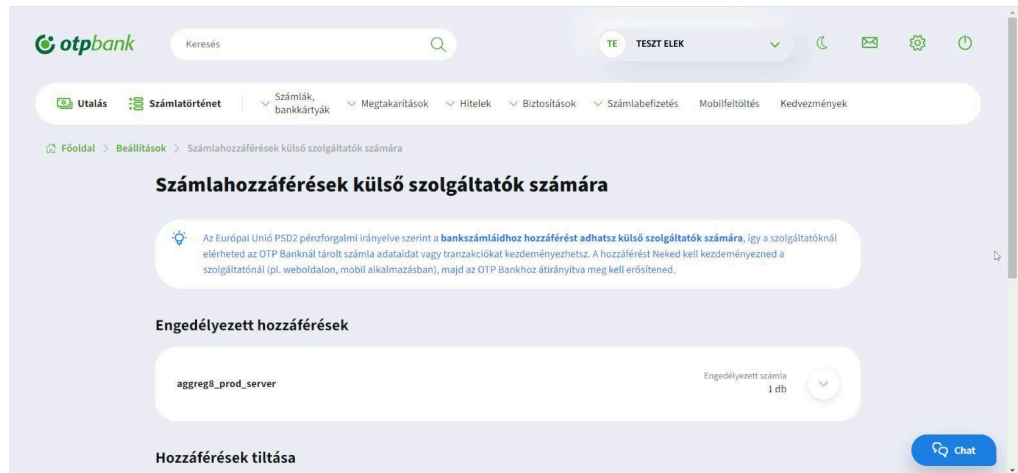 otpbank
Keresés
TE TESZT ELEK
Utalás
Számlatörténet
Számlák,
bankkártyák
Megtakarítások
Hitelek
Biztosítások
Számlabefizetés
Mobilfeltöltés
Kedvezmények
Főoldal > Beállítások > Számlahozzáférések külső szolgáltatók számára
Számlahozzáférések külső szolgáltatók számára
Az Európai Unió PSD2 pénzforgalmi irányelve szerint a bankszámláidhoz hozzáférést adhatsz külső szolgáltatók számára, így a szolgáltatóknál
elérheted az OTP Banknál tárolt számla adataidat vagy tranzakciókat kezdeményezhetsz. A hozzáférést Neked kell kezdeményezned a
szolgáltatónál (pl. weboldalon, mobil alkalmazásban), majd az OTP Bankhoz átirányítva meg kell erősítened.
Engedélyezett hozzáférések
aggreg8_prod_server
Engedélyezett számla
1 db
Hozzáférések tiltása
Chat